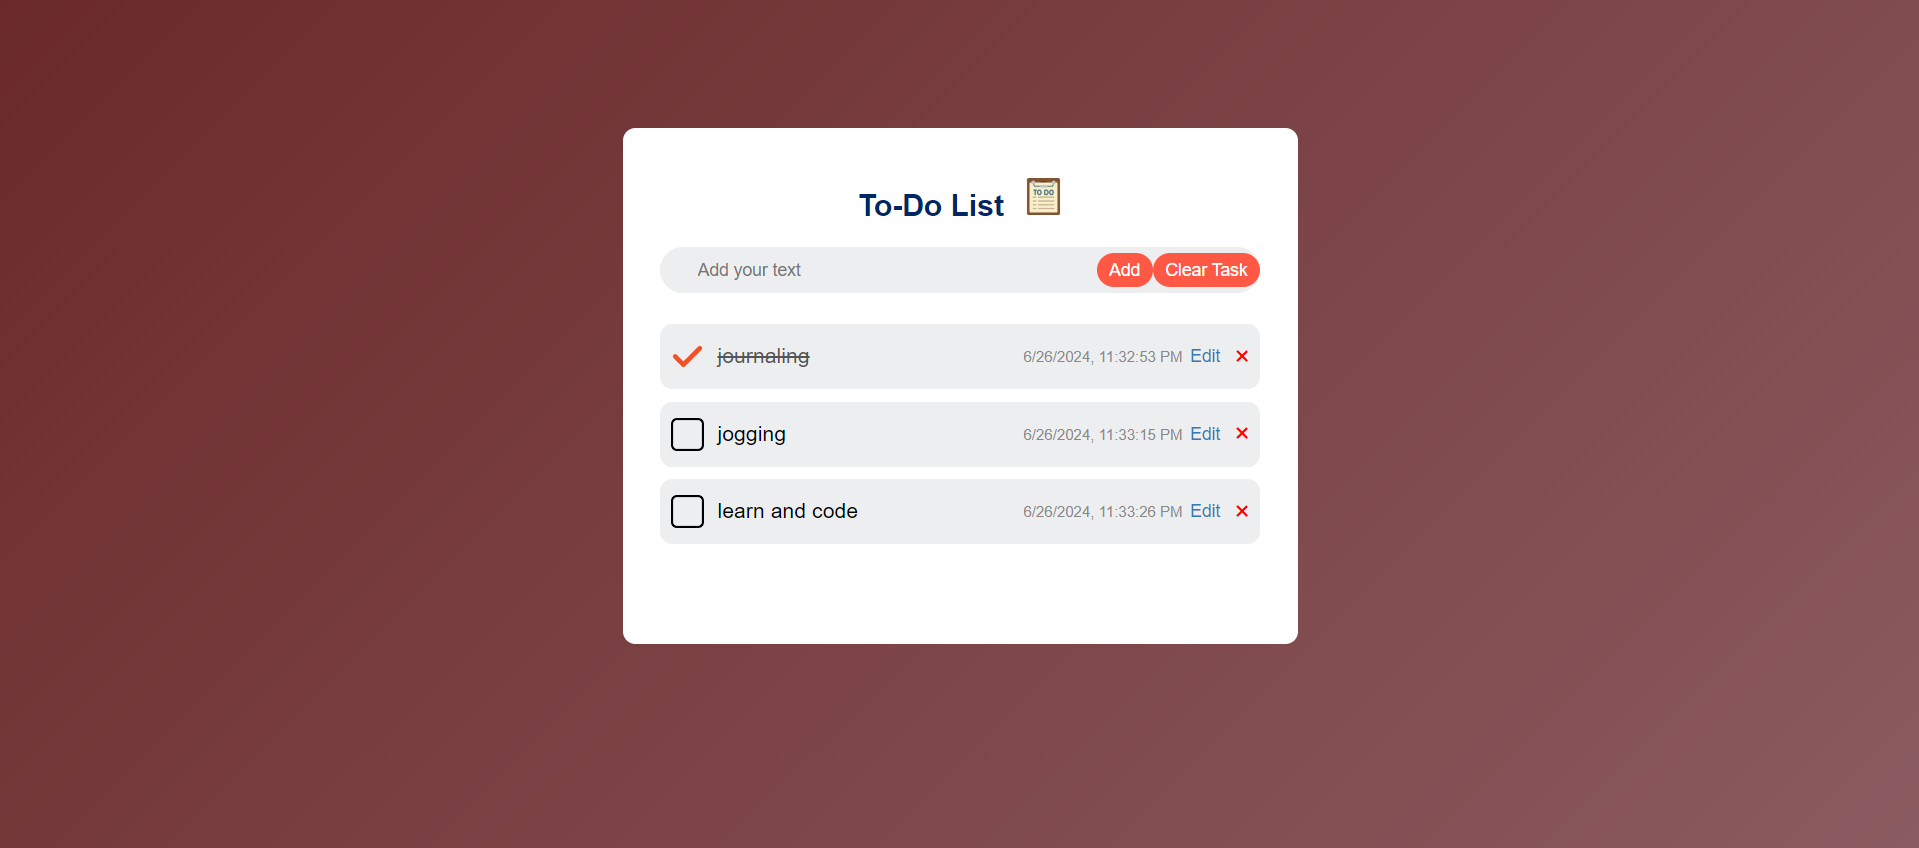 To-Do List
TO DO
Add your text Add Clear Task
journaling 6/26/2024, 11:32:53 PM Edit ×
jogging 6/26/2024, 11:33:15 PM Edit ×
learn and code 6/26/2024, 11:33:26 PM Edit ×